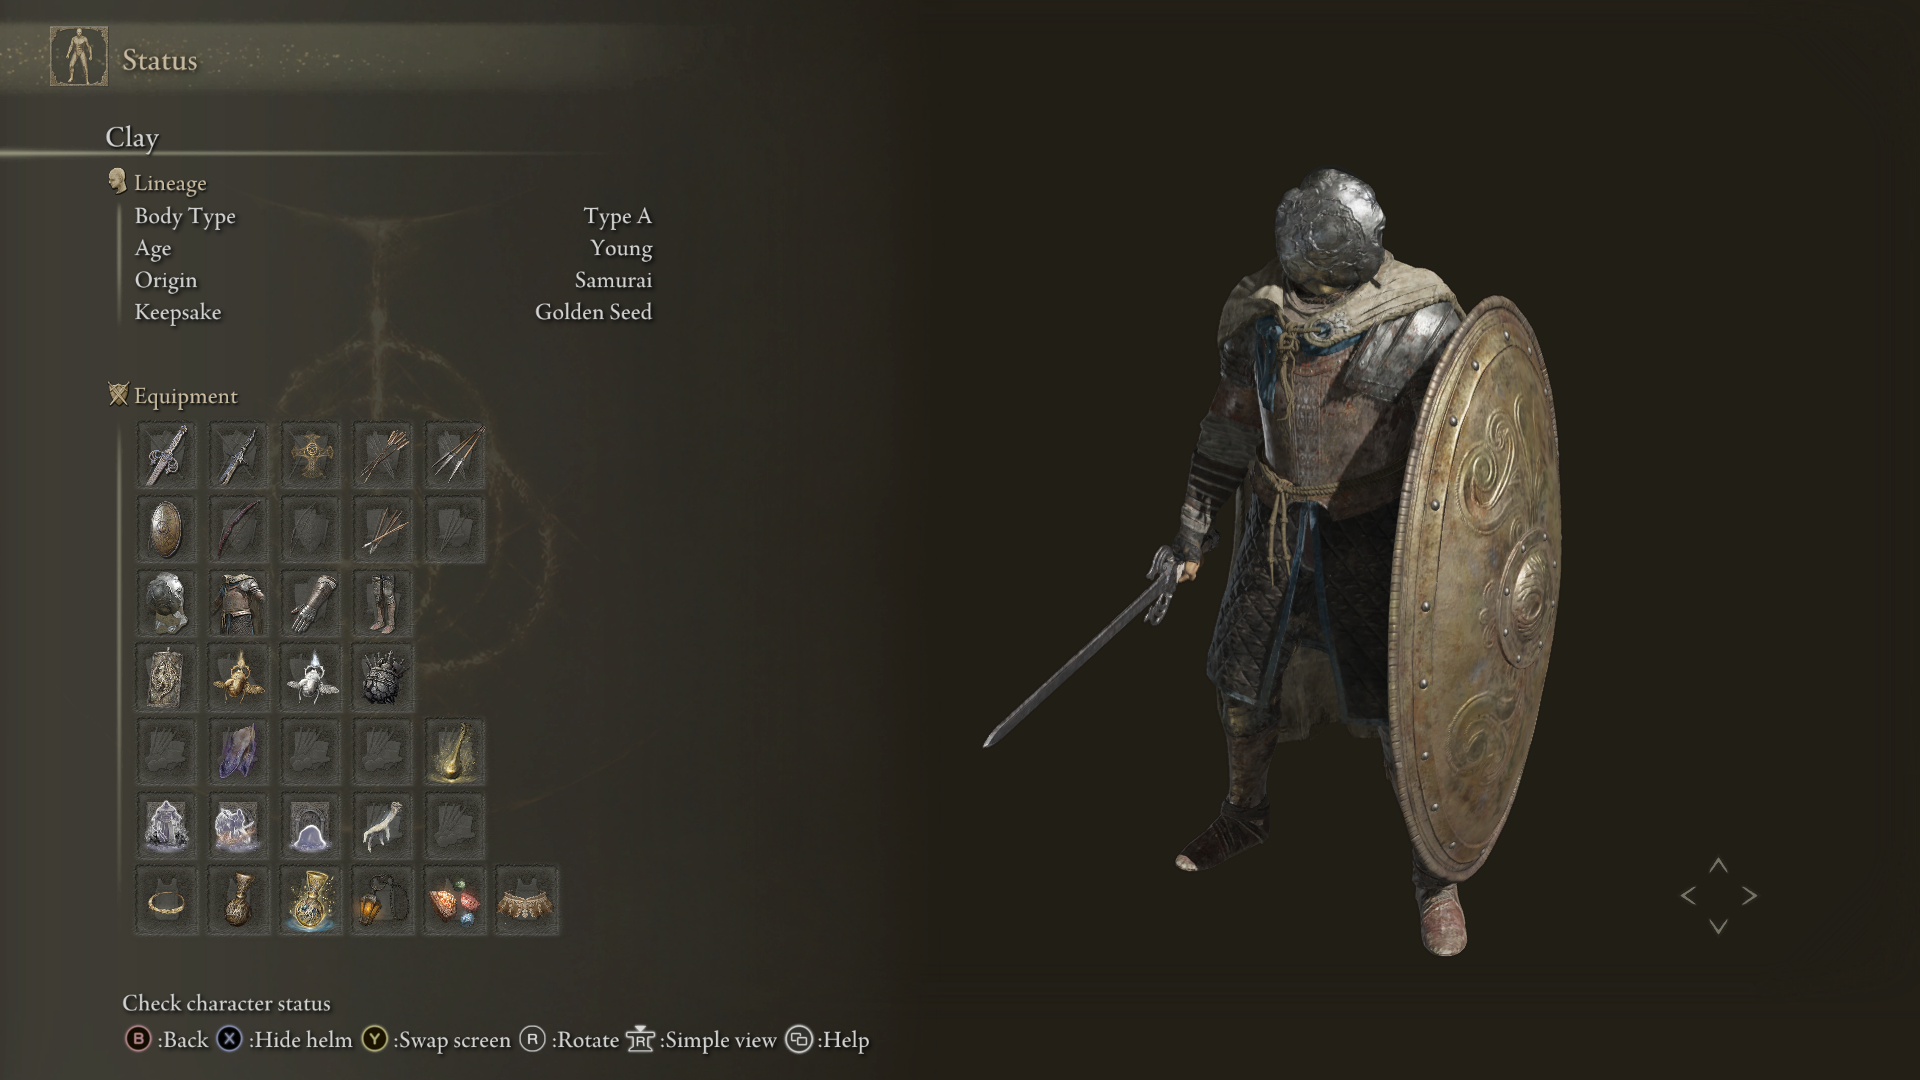 Status
Clay
Lineage
Body Type Type A
Age Young
Origin Samurai
Keepsake Golden Seed
Equipment
Check character status
B :Back X :Hide helm Y :Swap screen R :Rotate R :Simple view :Help